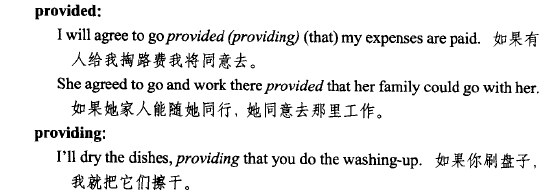 provided:
I will agree to go provided (providing) (that) my expenses are paid. 如果有
人给我掏路费我将同意去。
She agreed to go and work there provided that her family could go with her.
如果她家人能随她同行，她同意去那里工作。
providing:
I'll dry the dishes, providing that you do the washing-up. 如果你刷盘子，
我就把它们擦干。